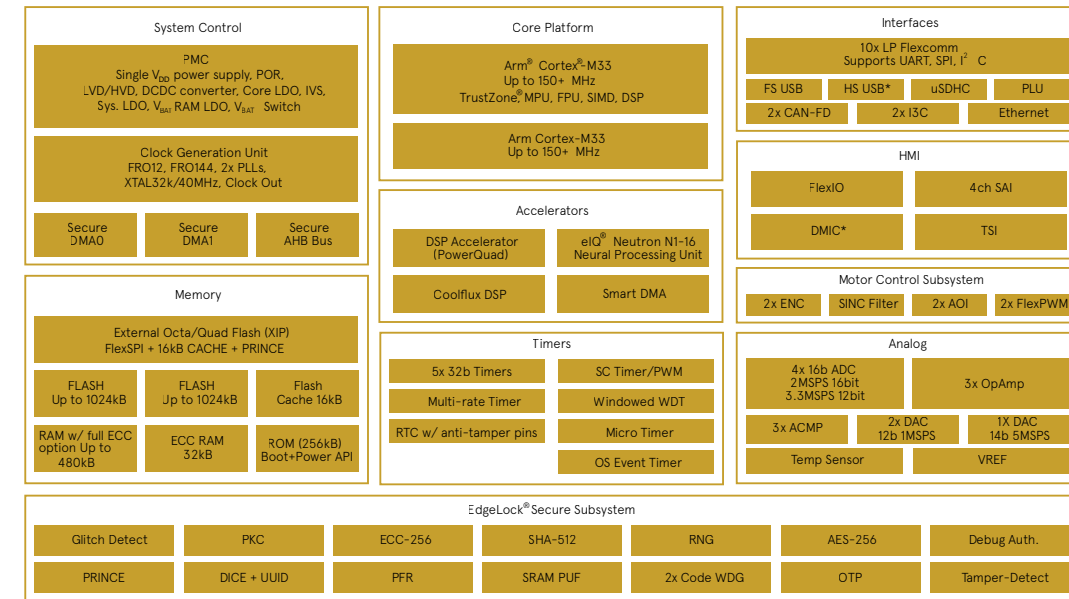 System Control
PMC
Single VDD power supply, POR,
LVD/HVD, DCDC converter, Core LDO, IVS,
Sys. LDO, VBAT RAM LDO, VBAT Switch
Clock Generation Unit
FRO12, FRO144, 2x PLLs,
XTAL32k/40MHz, Clock Out
Secure
DMA0
Secure
DMA1
Secure
AHB Bus
Memory
External Octa/Quad Flash (XIP)
FlexSPI + 16kB CACHE + PRINCE
FLASH
Up to 1024kB
FLASH
Up to 1024kB
Flash
Cache 16kB
RAM w/ full ECC
option Up to
480kB
ECC RAM
32kB
ROM (256kB)
Boot+Power API
Core Platform
Arm® Cortex®-M33
Up to 150+ MHz
TrustZone,® MPU, FPU, SIMD, DSP
Arm Cortex-M33
Up to 150+ MHz
Accelerators
DSP Accelerator
(PowerQuad)
eIQ® Neutron N1-16
Neural Processing Unit
Coolflux DSP
Smart DMA
Timers
5x 32b Timers
SC Timer/PWM
Multi-rate Timer
Windowed WDT
RTC w/ anti-tamper pins
Micro Timer
OS Event Timer
Interfaces
10x LP Flexcomm
Supports UART, SPI, I² C
FS USB
HS USB*
uSDHC
PLU
2x CAN-FD
2x I3C
Ethernet
HMI
FlexIO
4ch SAI
DMIC*
TSI
Motor Control Subsystem
2x ENC
SINC Filter
2x AOI
2x FlexPWM
Analog
4x 16b ADC
2MSPS 16bit
3.3MSPS 12bit
3x OpAmp
3x ACMP
2x DAC
12b 1MSPS
1X DAC
14b 5MSPS
Temp Sensor
VREF
EdgeLock® Secure Subsystem
Glitch Detect
PKC
ECC-256
SHA-512
RNG
AES-256
Debug Auth.
PRINCE
DICE + UUID
PFR
SRAM PUF
2x Code WDG
OTP
Tamper-Detect